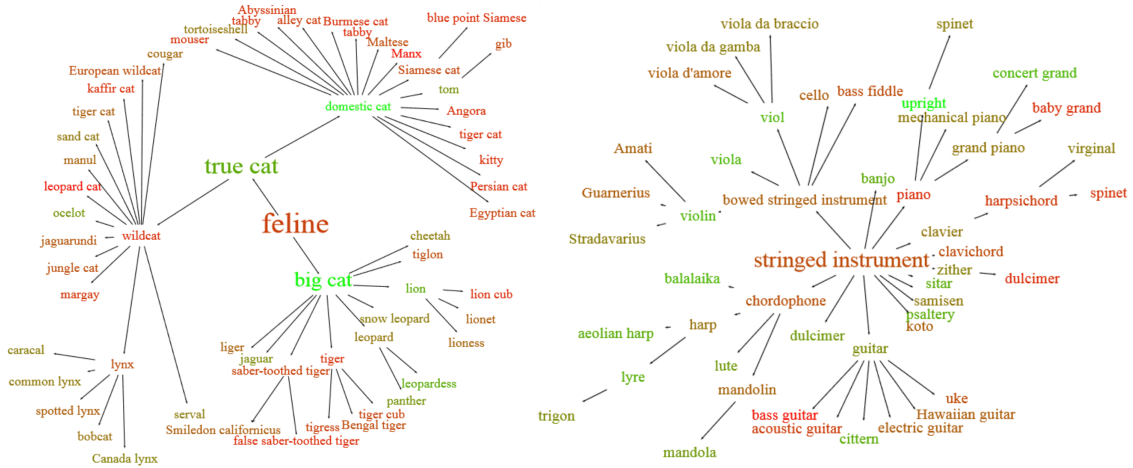 Abyssinian
tabby
alley cat
Burmese cat
tabby
blue point Siamese
tortoiseshell
mouser
Maltese
gib
cougar
Manx
European wildcat
Siamese cat
kaffir cat
tom
domestic cat
tiger cat
Angora
sand cat
tiger cat
manul
true cat
kitty
leopard cat
Persian cat
ocelot
Egyptian cat
feline
wildcat
jaguarundi
cheetah
jungle cat
tiglon
big cat
margay
lion
lion cub
snow leopard
lionet
leopard
lioness
liger
caracal
jaguar
tiger
lynx
saber-toothed tiger
common lynx
leopardess
panther
spotted lynx
serval
tiger cub
bobcat
Smiledon californicus
tigress
Bengal tiger
false saber-toothed tiger
Canada lynx
viola da braccio
spinet
viola da gamba
viola d'amore
concert grand
cello
bass fiddle
upright
baby grand
viol
mechanical piano
Amati
viola
grand piano
virginal
banjo
Guarnerius
bowed stringed instrument
piano
harpsichord
spinet
violin
Stradavarius
clavier
stringed instrument
clavichord
zither
balalaika
sitar
dulcimer
chordophone
samisen
psaltery
aeolian harp
harp
dulcimer
koto
guitar
lyre
lute
mandolin
uke
trigon
bass guitar
Hawaiian guitar
acoustic guitar
electric guitar
cittern
mandola